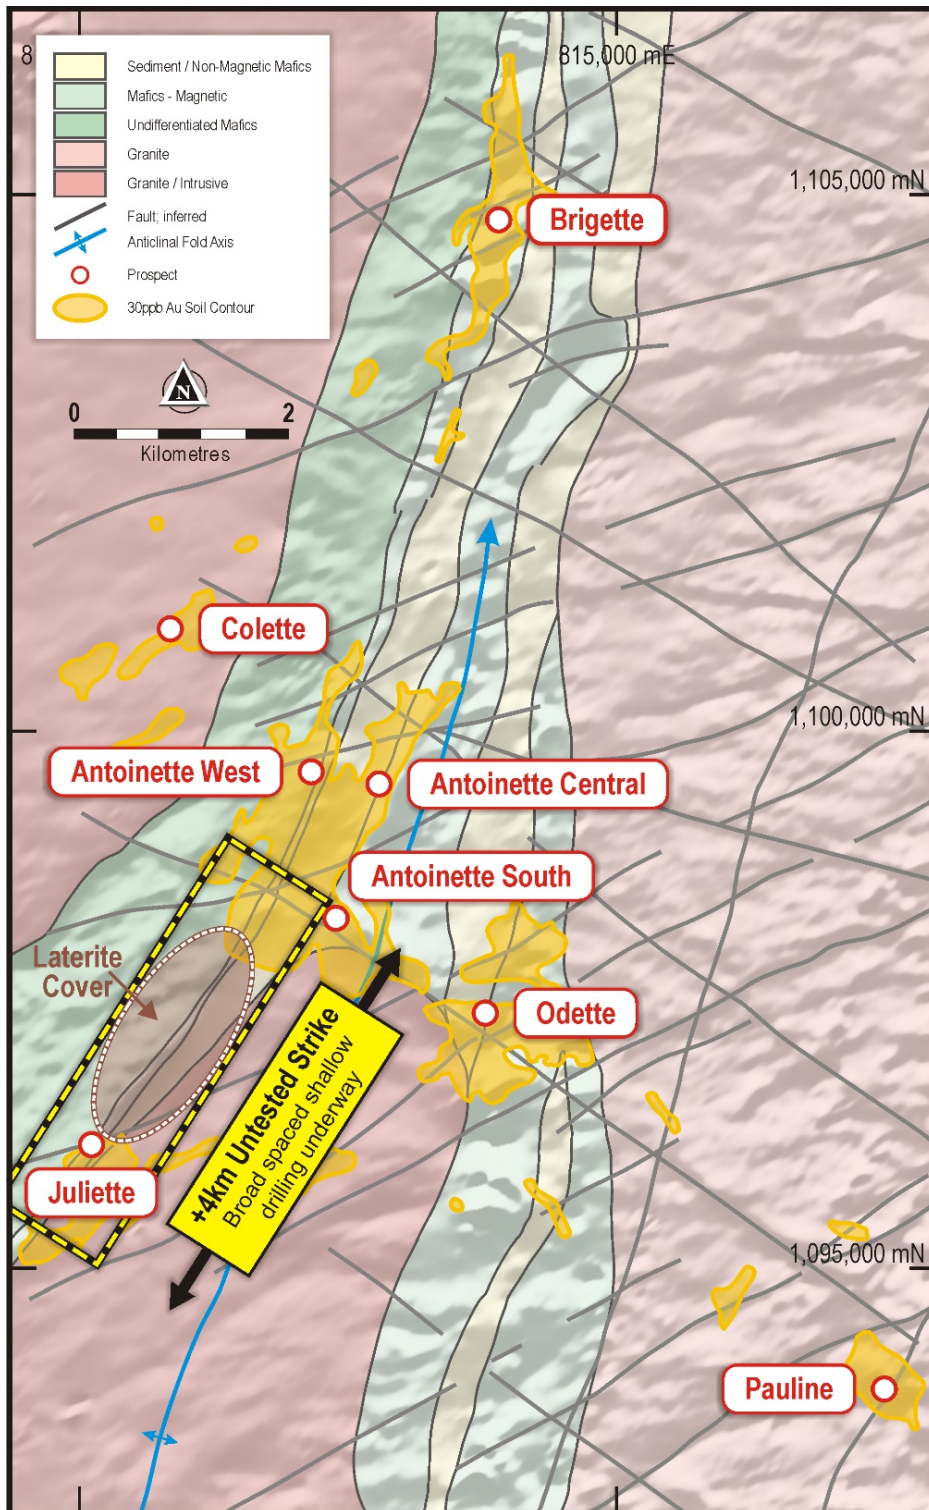 8
815,000 mE
Sediment / Non-Magnetic Mafics
Mafics - Magnetic
Undifferentiated Mafics
Granite
Granite / Intrusive
Fault; inferred
Anticlinal Fold Axis
Prospect
30ppb Au Soil Contour
1,105,000 mN
Brigette
N
0 2
Kilometres
Colette
1,100,000 mN
Antoinette West
Antoinette Central
Antoinette South
Laterite
Cover
Odette
+4km Untested Strike
Broad spaced shallow
drilling underway
Juliette
1,095,000 mN
Pauline